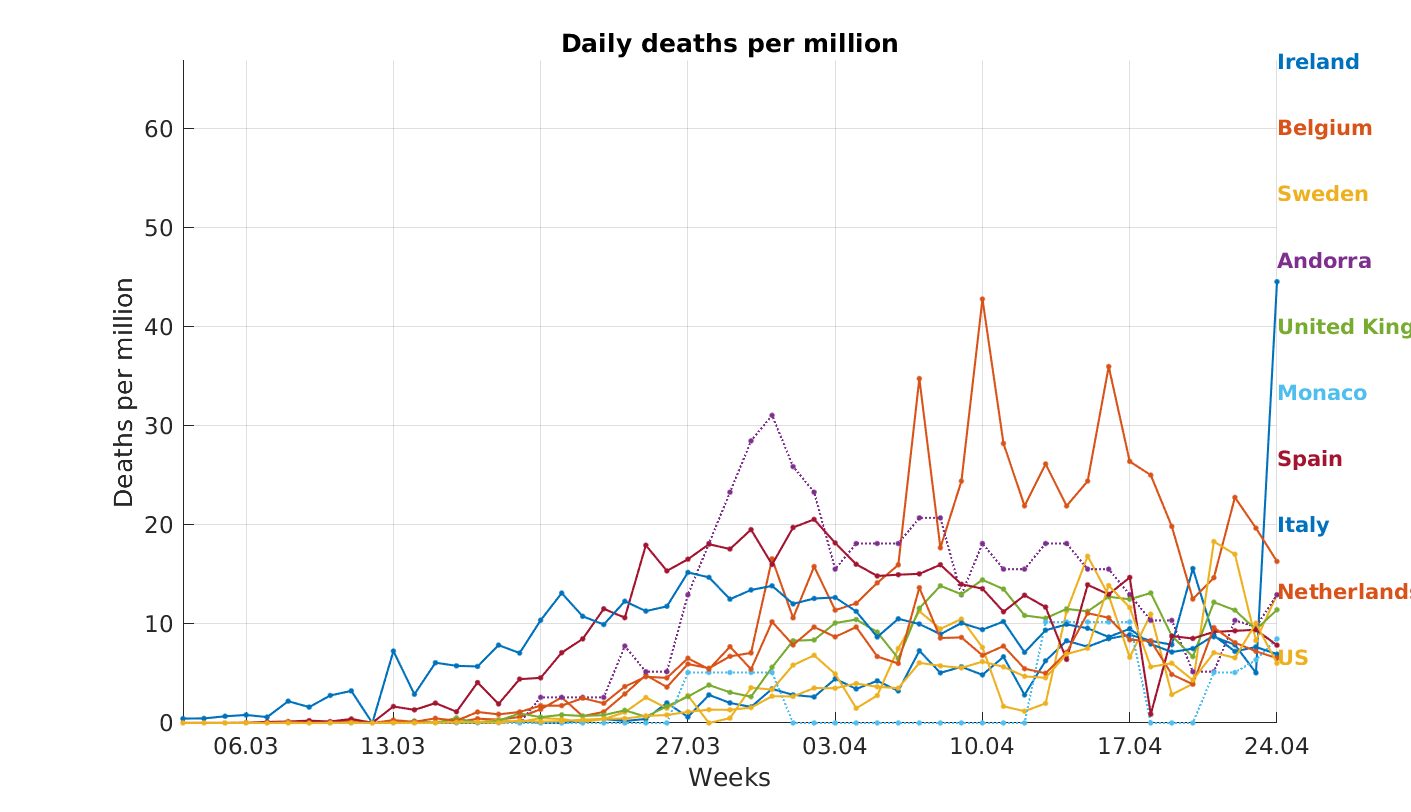 Daily deaths per million
Ireland
Belgium
Sweden
Andorra
United King
Monaco
Spain
Italy
Netherlands
US
60
50
40
30
20
10
0
Deaths per million
06.03 13.03 20.03 27.03 03.04 10.04 17.04 24.04
Weeks